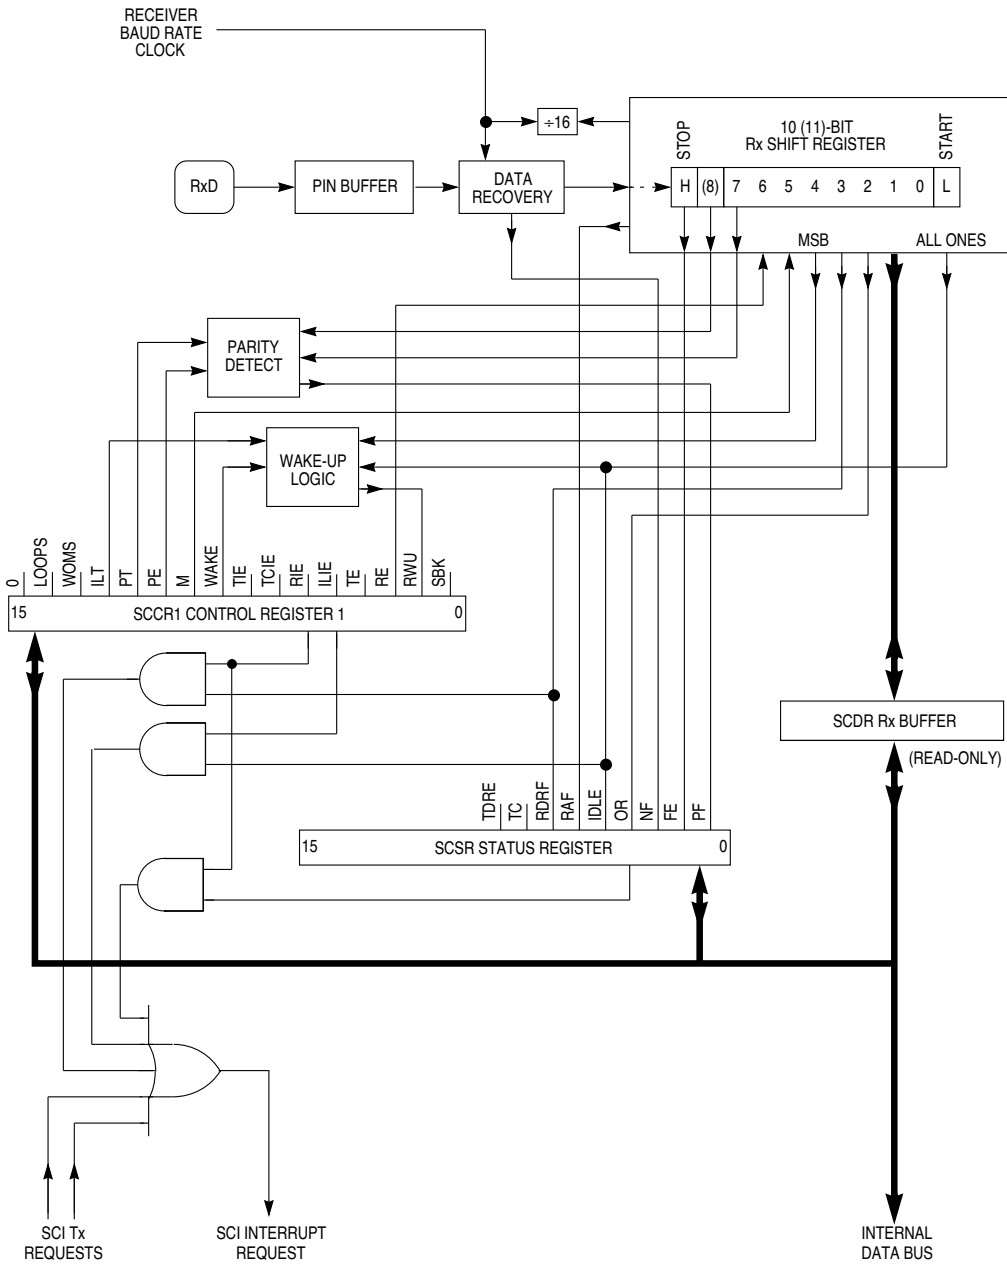 RECEIVER
BAUD RATE
CLOCK
÷16
STOP
10 (11)-BIT
Rx SHIFT REGISTER
START
RxD
PIN BUFFER
DATA
RECOVERY
H (8) 7 6 5 4 3 2 1 0 L
MSB
ALL ONES
PARITY
DETECT
WAKE-UP
LOGIC
0
LOOPS
WOMS
ILT
PT
PE
M
WAKE
TIE
TCIE
RIE
ILIE
TE
RE
RWU
SBK
15 SCCR1 CONTROL REGISTER 1 0
SCDR Rx BUFFER
(READ-ONLY)
TDRE
TC
RDRF
RAF
IDLE
OR
NF
FE
PF
15 SCSR STATUS REGISTER 0
SCI Tx
REQUESTS
SCI INTERRUPT
REQUEST
INTERNAL
DATA BUS